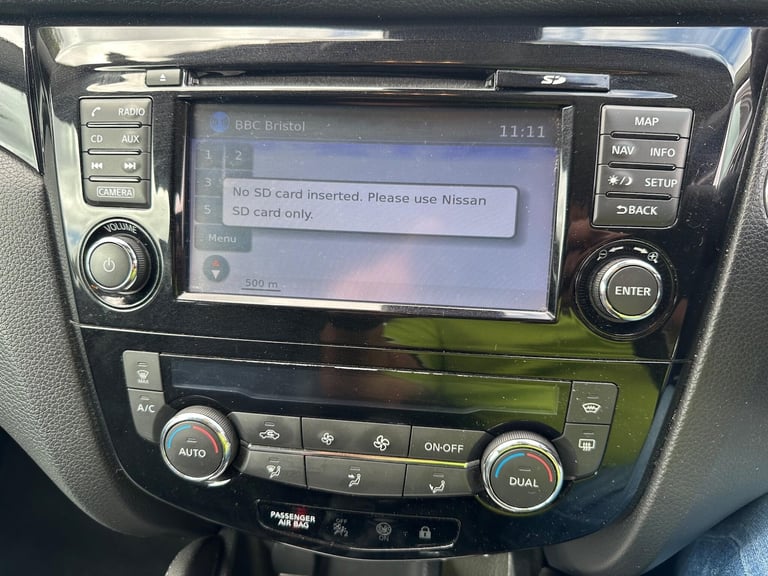 SD
RADIO
CD AUX
CAMERA
VOLUME
BBC Bristol 11:11
1 2
3
5
No SD card inserted. Please use Nissan
SD card only.
Menu
500 m
MAP
NAV INFO
SETUP
BACK
ENTER
MAX
A/C
AUTO
ON·OFF
DUAL
PASSENGER
AIR BAG
OFF
ON